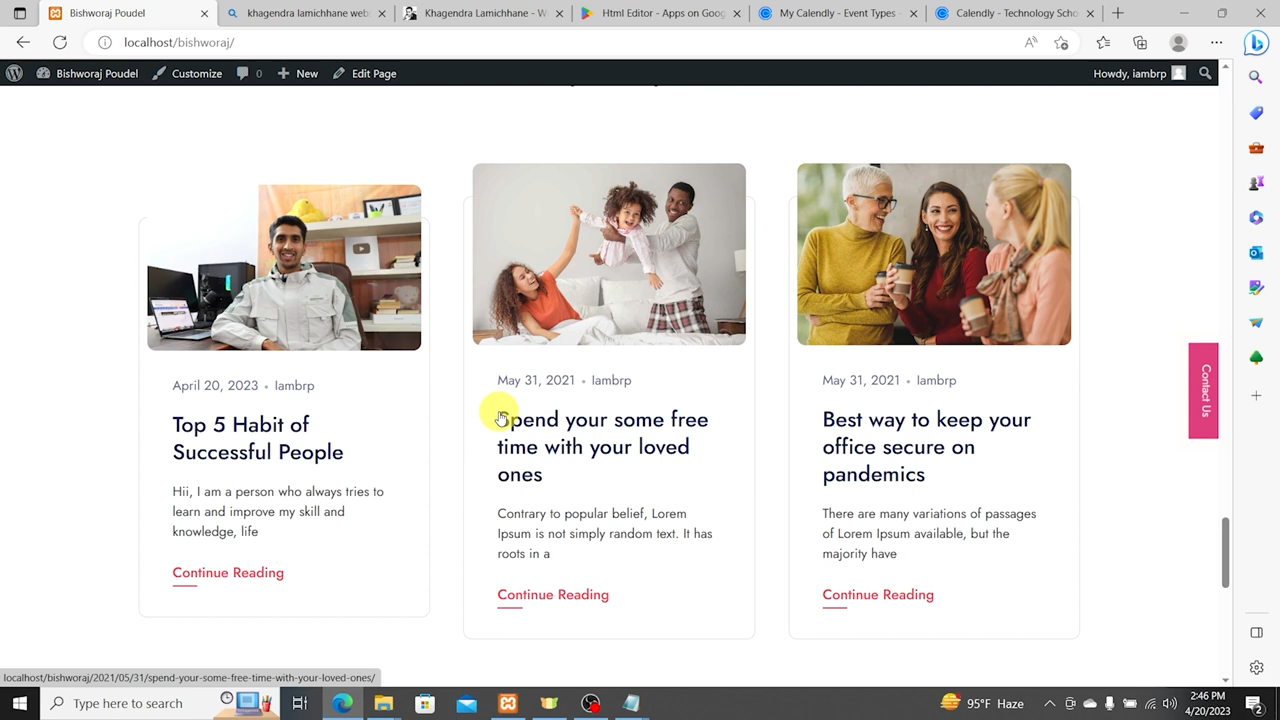 Bishworaj Poudel
khagendra lamichhane web
Khagendra Lamichhane - W
Html Editor - Apps on Goog
My Calendly - Event Types -
Calendly - Technology Scho
localhost/bishworaj/
Bishworaj Poudel
Customize
0
New
Edit Page
Howdy, iambrp
April 20, 2023 • Iambrp
Top 5 Habit of
Successful People
Hii, I am a person who always tries to
learn and improve my skill and
knowledge, life
Continue Reading
May 31, 2021 • Iambrp
Spend your some free
time with your loved
ones
Contrary to popular belief, Lorem
Ipsum is not simply random text. It has
roots in a
Continue Reading
May 31, 2021 • Iambrp
Best way to keep your
office secure on
pandemics
There are many variations of passages
of Lorem Ipsum available, but the
majority have
Continue Reading
Contact Us
localhost/bishworaj/2021/05/31/spend-your-some-free-time-with-your-loved-ones/
Type here to search
95°F Haze
2:46 PM
4/20/2023
2